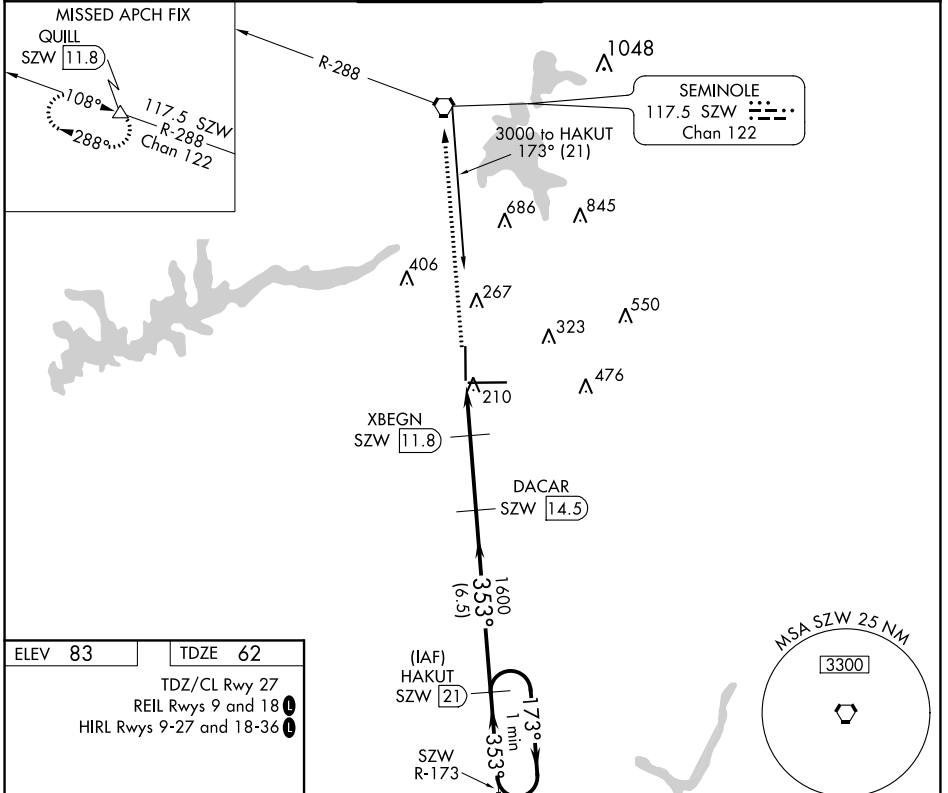 MISSED APCH FIX
QUILL
SZW 11.8
108°
288°
117.5 SZW
R-288
Chan 122
R-288
1048
SEMINOLE
117.5 SZW
Chan 122
3000 to HAKUT
173° (21)
686
845
406
267
550
323
210
476
XBEGN
SZW 11.8
DACAR
SZW 14.5
1600
353°
(6.5)
(IAF)
HAKUT
SZW 21
173°
1 min
353°
SZW
R-173
ELEV 83
TDZE 62
TDZ/CL Rwy 27
REIL Rwys 9 and 18 L
HIRL Rwys 9-27 and 18-36 L
MSA SZW 25 NM
3300